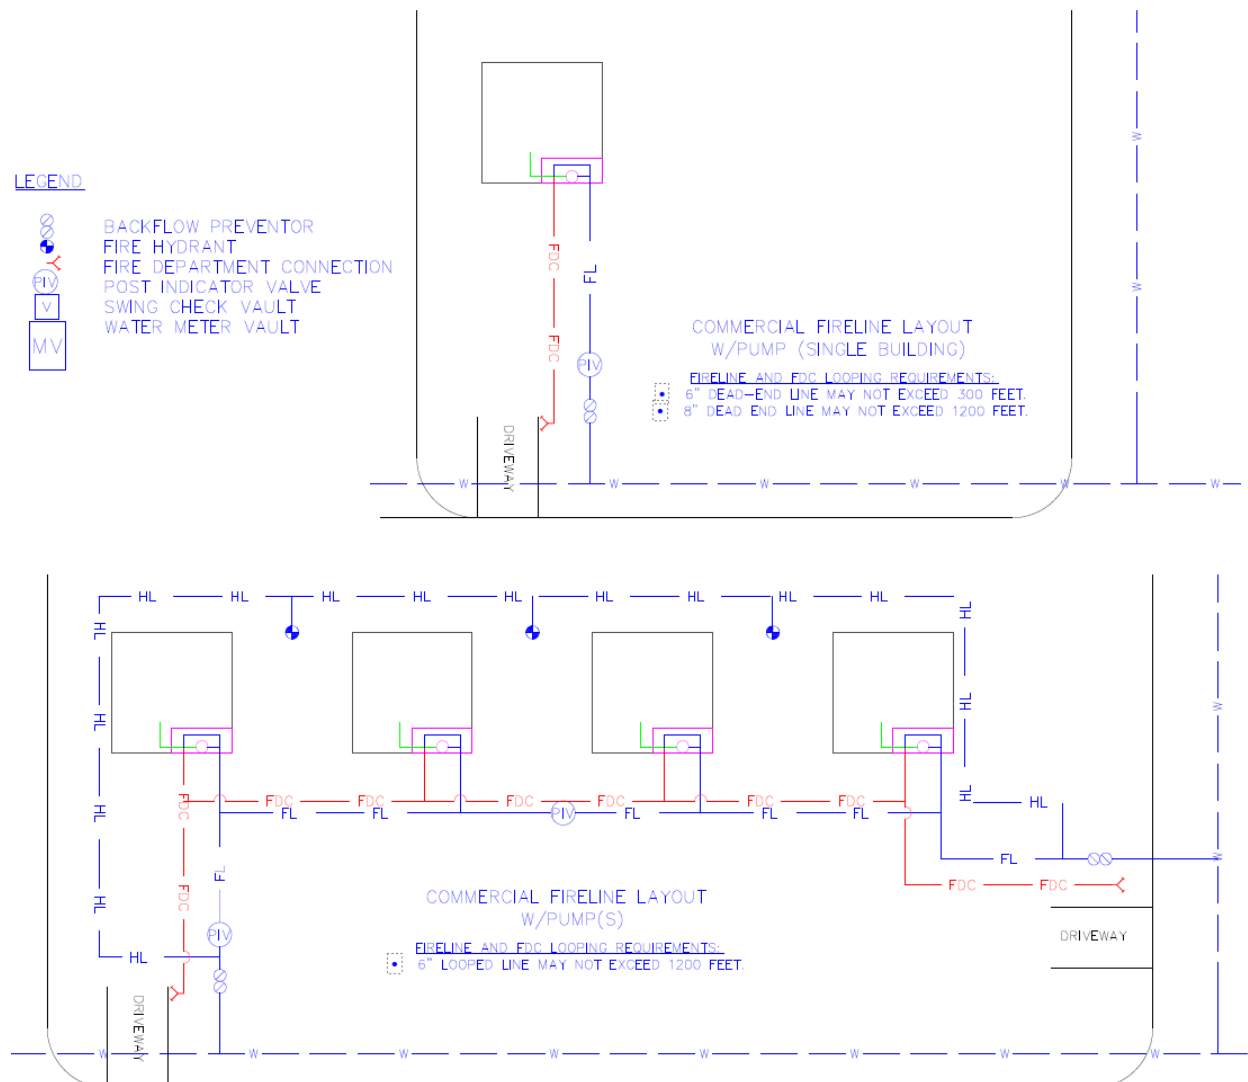 LEGEND
BACKFLOW PREVENTOR
FIRE HYDRANT
FIRE DEPARTMENT CONNECTION
PIV POST INDICATOR VALVE
V SWING CHECK VAULT
MV WATER METER VAULT
W
W
FDC
FL
FDC
PIV
COMMERCIAL FIRELINE LAYOUT
W/PUMP (SINGLE BUILDING)
FIRELINE AND FDC LOOPING REQUIREMENTS:
• 6" DEAD-END LINE MAY NOT EXCEED 300 FEET.
• 8" DEAD END LINE MAY NOT EXCEED 1200 FEET.
DRIVEWAY
W W W W W W
HL HL HL HL HL HL HL
HL
HL
HL
HL
HL
W
HL
HL
HL
HL
FDC
FDC FDC FDC FDC FDC FDC
FL FL PIV FL FL FL
W
FL
FL
FDC
FDC FDC
PIV
HL
COMMERCIAL FIRELINE LAYOUT
W/PUMP(S)
FIRELINE AND FDC LOOPING REQUIREMENTS:
• 6" LOOPED LINE MAY NOT EXCEED 1200 FEET.
DRIVEWAY
DRIVEWAY
W W W W W W W W